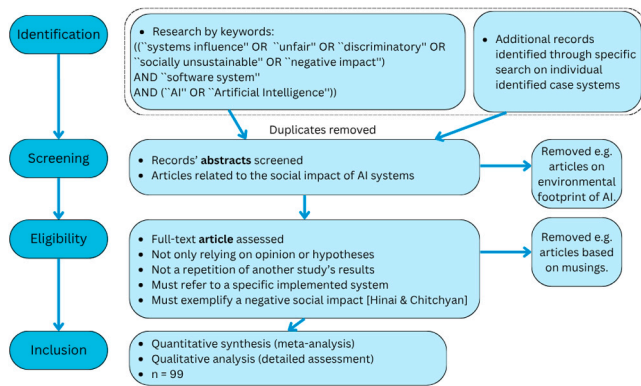 Identification
• Research by keywords:
((``systems influence'' OR ``unfair'' OR ``discriminatory'' OR
``socially unsustainable'' OR ``negative impact'')
AND ``software system''
AND (``AI'' OR ``Artificial Intelligence''))
• Additional records
identified through specific
search on individual
identified case systems
Duplicates removed
Screening
• Records' abstracts screened
• Articles related to the social impact of AI systems
Removed e.g.
articles on
environmental
footprint of AI.
Eligibility
• Full-text article assessed
• Not only relying on opinion or hypotheses
• Not a repetition of another study's results
• Must refer to a specific implemented system
• Must exemplify a negative social impact [Hinai & Chitchyan]
Removed e.g.
articles based
on musings.
Inclusion
• Quantitative synthesis (meta-analysis)
• Qualitative analysis (detailed assessment)
• n = 99